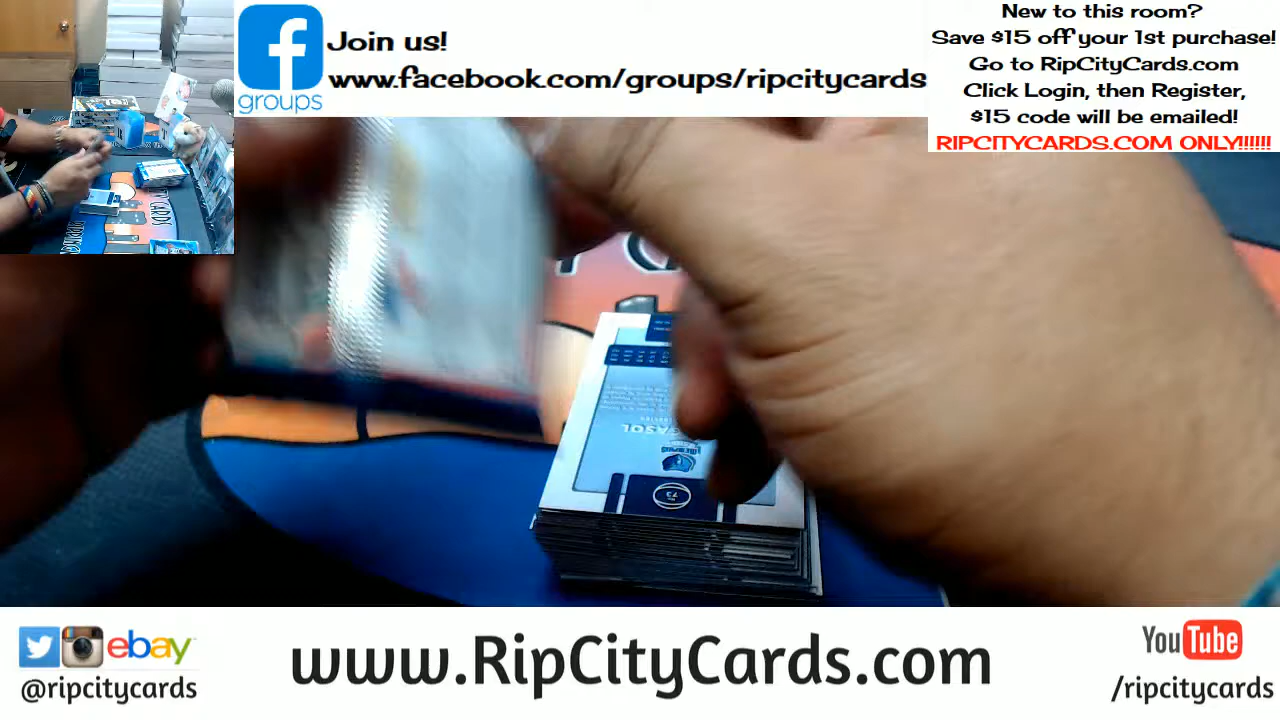 groups
Join us!
www.facebook.com/groups/ripcitycards
New to this room?
Save $15 off your 1st purchase!
Go to RipCityCards.com
Click Login, then Register,
$15 code will be emailed!
RIPCITYCARDS.COM ONLY!!!!!!
GASOL
73
ebay
@ripcitycards
www.RipCityCards.com
YouTube
/ripcitycards